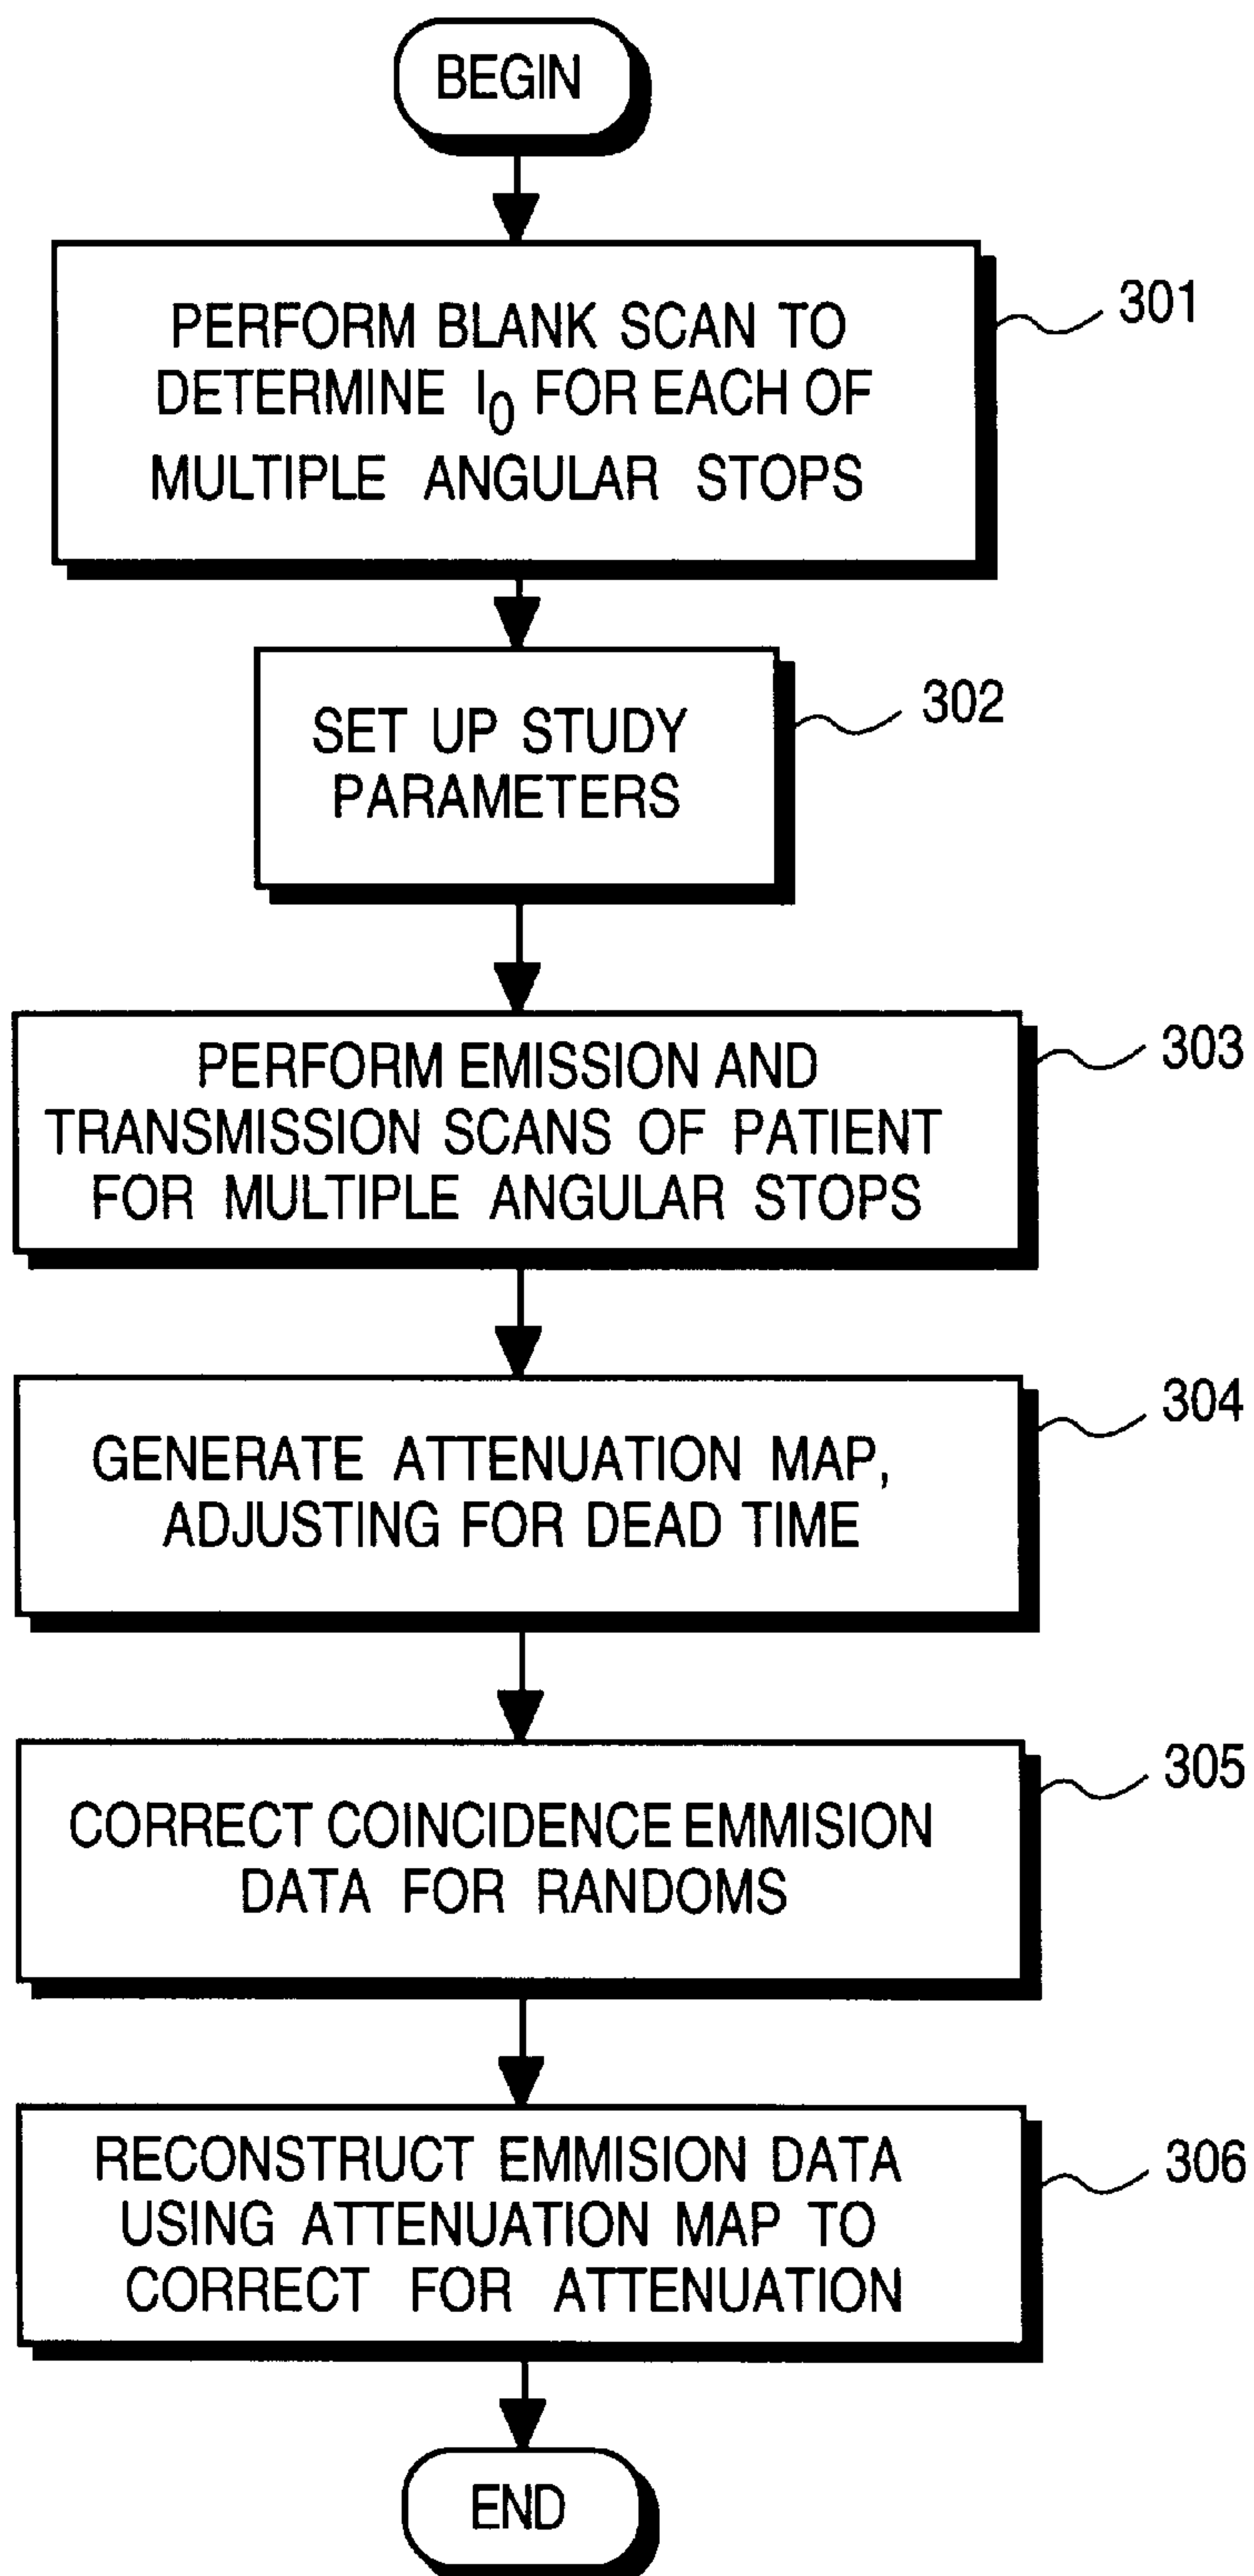 BEGIN
PERFORM BLANK SCAN TO
DETERMINE I0 FOR EACH OF
MULTIPLE ANGULAR STOPS
301
SET UP STUDY
PARAMETERS
302
PERFORM EMISSION AND
TRANSMISSION SCANS OF PATIENT
FOR MULTIPLE ANGULAR STOPS
303
GENERATE ATTENUATION MAP,
ADJUSTING FOR DEAD TIME
304
CORRECT COINCIDENCE EMMISION
DATA FOR RANDOMS
305
RECONSTRUCT EMMISION DATA
USING ATTENUATION MAP TO
CORRECT FOR ATTENUATION
306
END